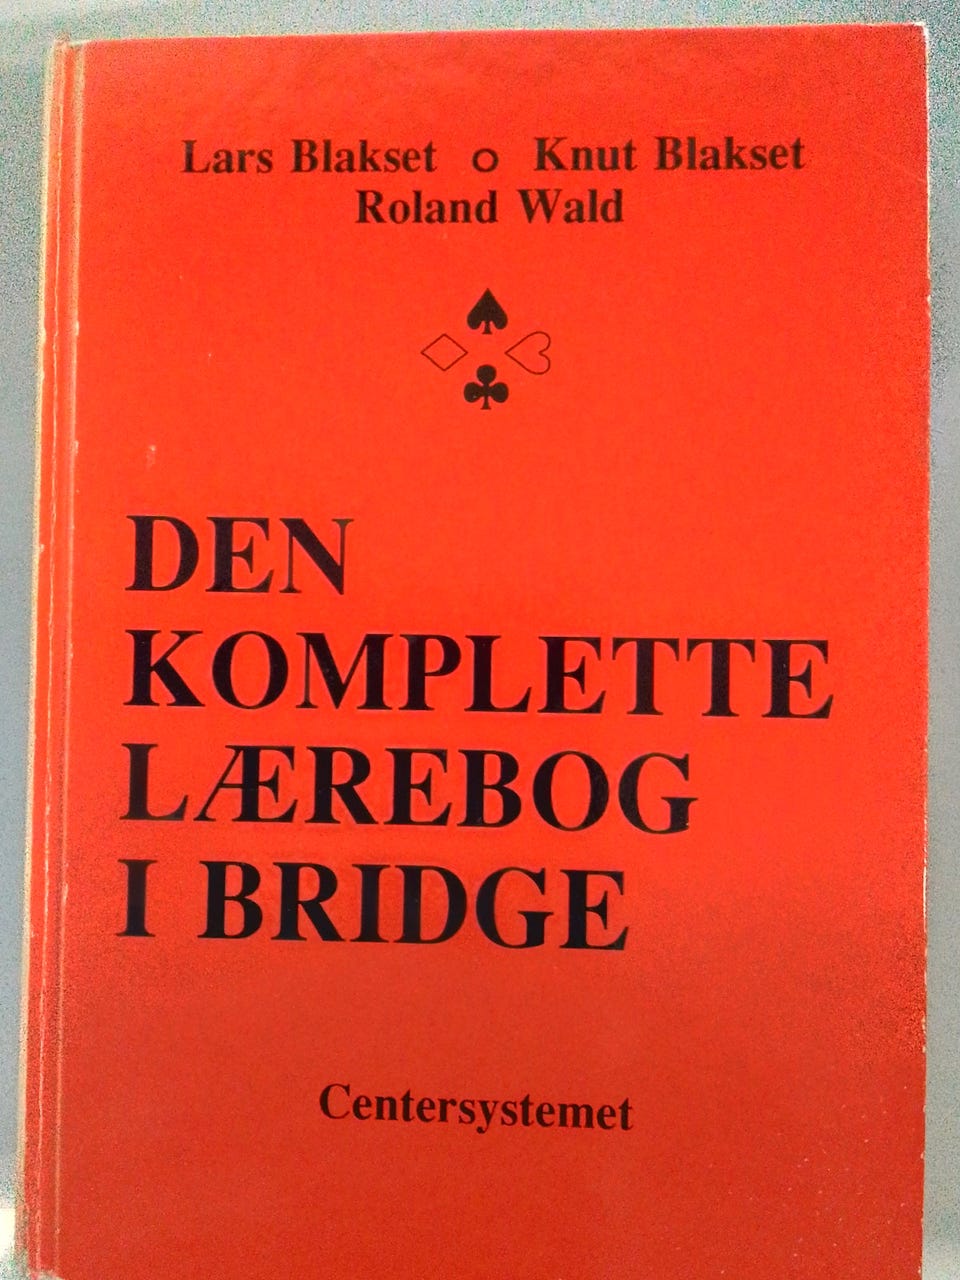 Lars Blakset o Knut Blakset
Roland Wald
DEN
KOMPLETTE
LÆREBOG
I BRIDGE
Centersystemet